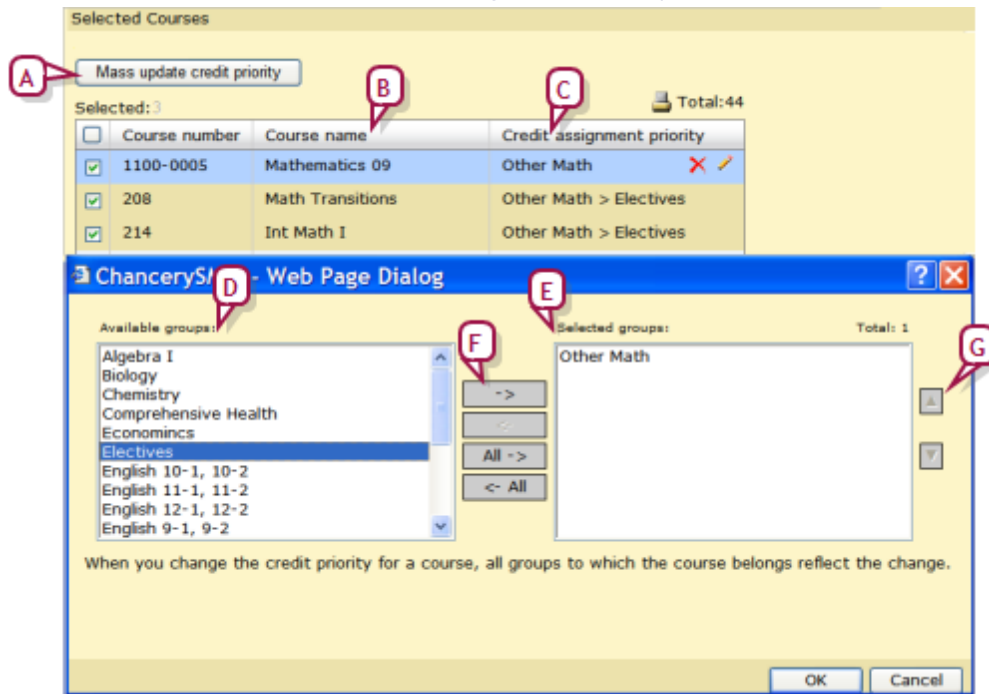 Selected Courses
A
Mass update credit priority
B
C
Selected: 3
Total:44
Course number Course name Credit assignment priority
1100-0005 Mathematics 09 Other Math
208 Math Transitions Other Math > Electives
214 Int Math I Other Math > Electives
ChanceryS - Web Page Dialog
D
E
Available groups: Selected groups: Total: 1
F
G
Algebra I
Biology
Chemistry
Comprehensive Health
Economincs
Electives
English 10-1, 10-2
English 11-1, 11-2
English 12-1, 12-2
English 9-1, 9-2
->
<-
All ->
<- All
Other Math
When you change the credit priority for a course, all groups to which the course belongs reflect the change.
OK Cancel